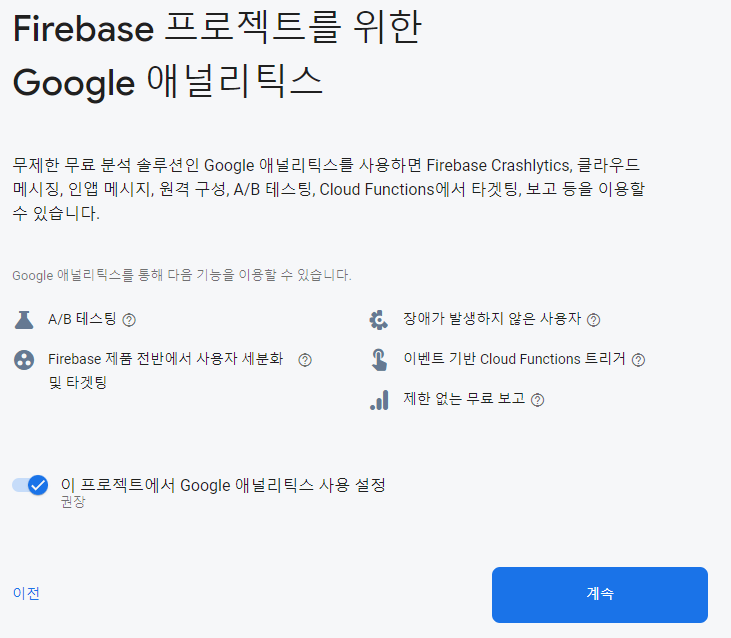 Firebase 프로젝트를 위한
Google 애널리틱스
무제한 무료 분석 솔루션인 Google 애널리틱스를 사용하면 Firebase Crashlytics, 클라우드
메시징, 인앱 메시지, 원격 구성, A/B 테스팅, Cloud Functions에서 타겟팅, 보고 등을 이용할
수 있습니다.
Google 애널리틱스를 통해 다음 기능을 이용할 수 있습니다.
A/B 테스팅
Firebase 제품 전반에서 사용자 세분화
및 타겟팅
장애가 발생하지 않은 사용자
이벤트 기반 Cloud Functions 트리거
제한 없는 무료 보고
이 프로젝트에서 Google 애널리틱스 사용 설정
권장
이전
계속